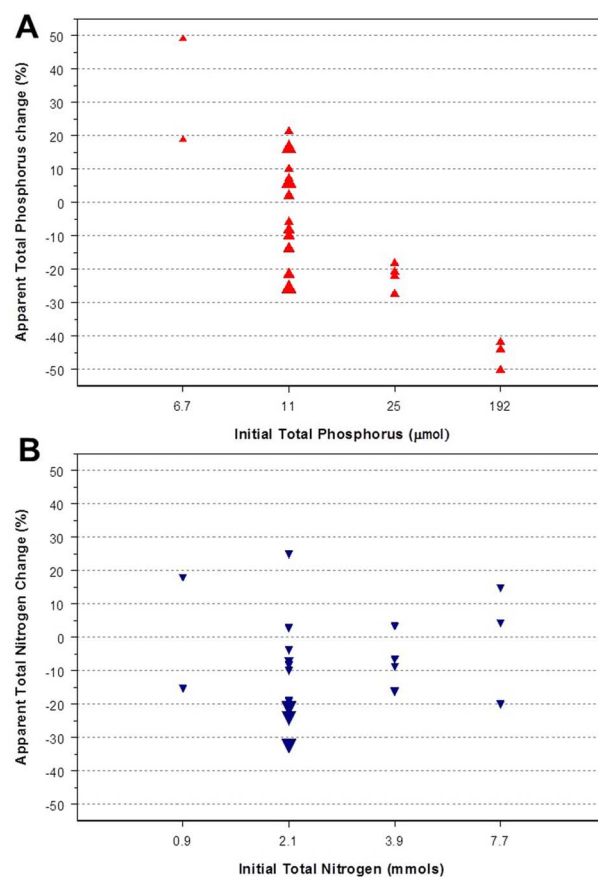 A
50
40
30
20
10
0
-10
-20
-30
-40
-50
Apparent Total Phosphorus change (%)
6.7 11 25 192
Initial Total Phosphorus (μmol)
B
50
40
30
20
10
0
-10
-20
-30
-40
-50
Apparent Total Nitrogen Change (%)
0.9 2.1 3.9 7.7
Initial Total Nitrogen (mmols)